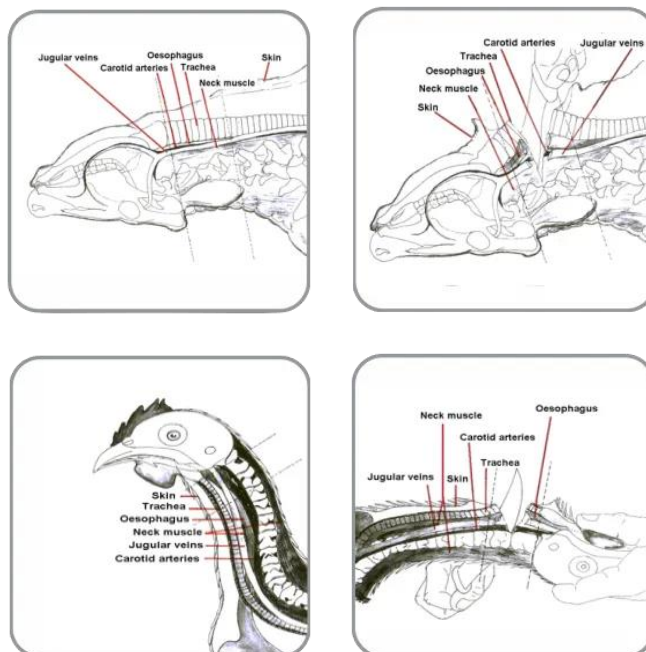 Oesophagus
Jugular veins
Carotid arteries
Trachea
Skin
Neck muscle
Carotid arteries
Jugular veins
Trachea
Oesophagus
Neck muscle
Skin
Skin
Trachea
Oesophagus
Neck muscle
Jugular veins
Carotid arteries
Neck muscle
Oesophagus
Carotid arteries
Trachea
Jugular veins
Skin